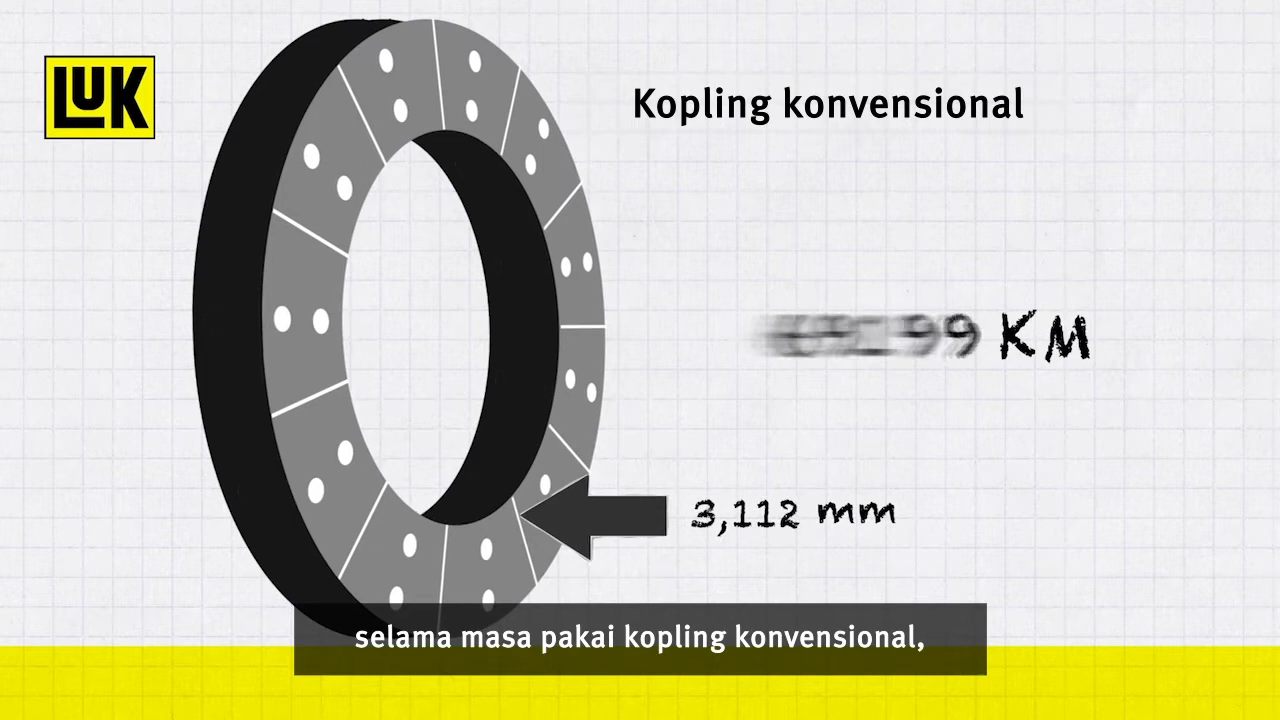 LUK
Kopling konvensional
99 KM
3,112 mm
selama masa pakai kopling konvensional,